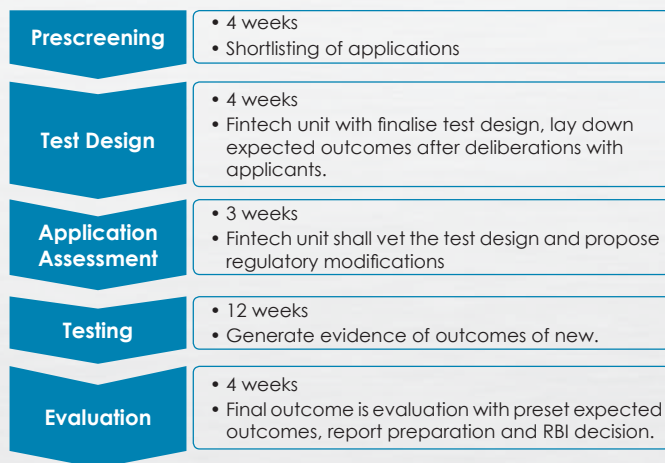 Prescreening
• 4 weeks
• Shortlisting of applications
Test Design
• 4 weeks
• Fintech unit with finalise test design, lay down
expected outcomes after deliberations with
applicants.
Application
Assessment
• 3 weeks
• Fintech unit shall vet the test design and propose
regulatory modifications
Testing
• 12 weeks
• Generate evidence of outcomes of new.
Evaluation
• 4 weeks
• Final outcome is evaluation with preset expected
outcomes, report preparation and RBI decision.